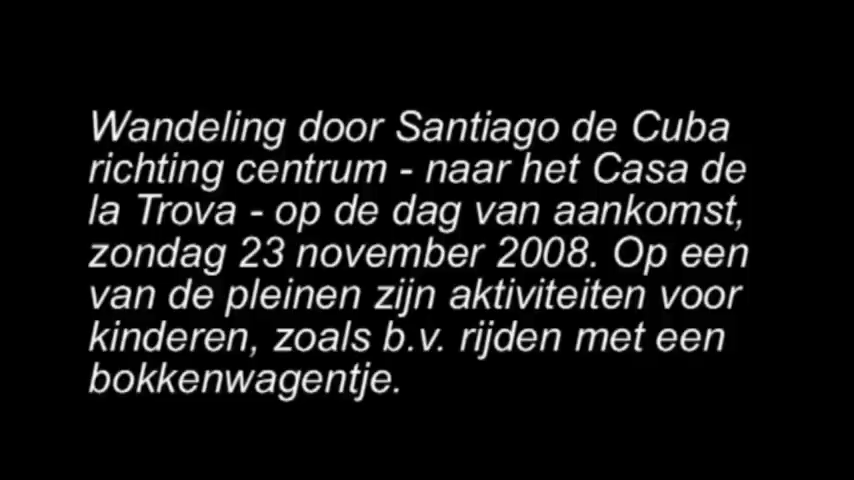 Wandeling door Santiago de Cuba
richting centrum - naar het Casa de
la Trova - op de dag van aankomst,
zondag 23 november 2008. Op een
van de pleinen zijn aktiviteiten voor
kinderen, zoals b.v. rijden met een
bokkenwagentje.